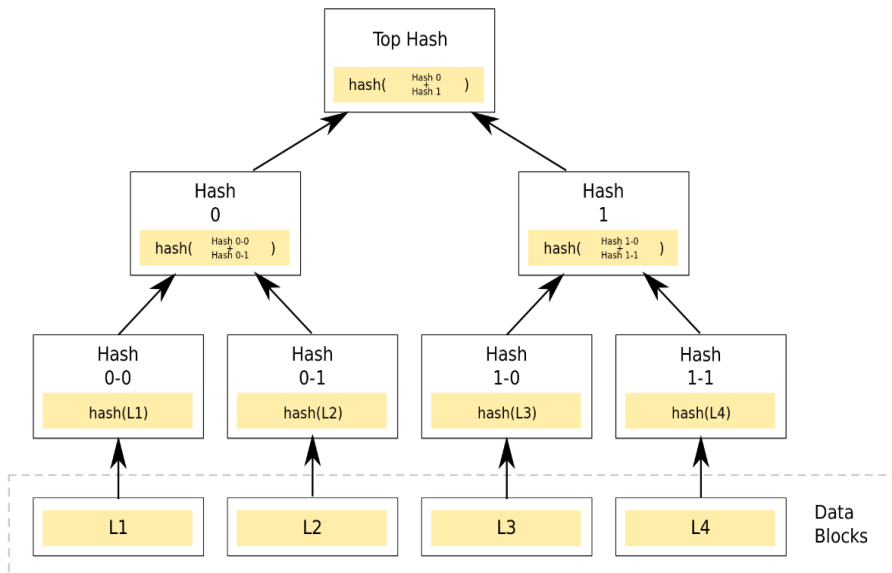 Top Hash
hash( Hash 0 + Hash 1 )
Hash
0
hash( Hash 0-0 + Hash 0-1 )
Hash
1
hash( Hash 1-0 + Hash 1-1 )
Hash
0-0
hash(L1)
Hash
0-1
hash(L2)
Hash
1-0
hash(L3)
Hash
1-1
hash(L4)
L1
L2
L3
L4
Data
Blocks